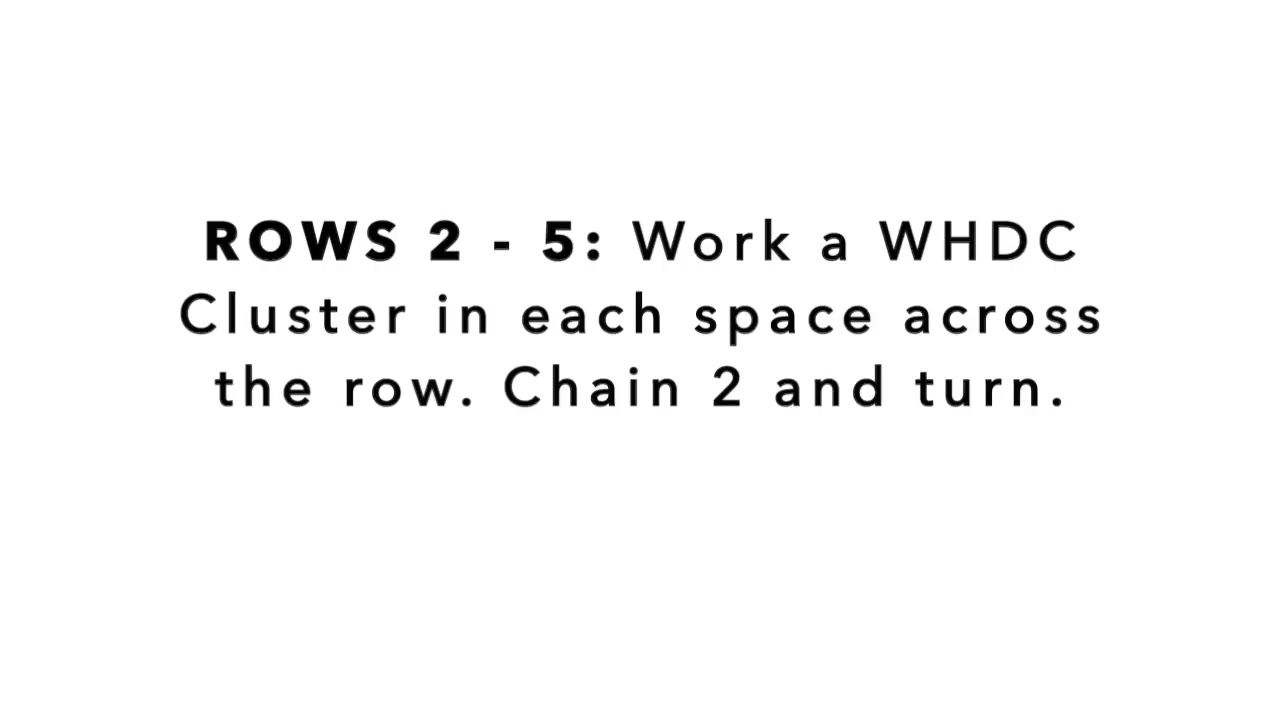 ROWS 2 - 5: Work a WHDC
Cluster in each space across
the row. Chain 2 and turn.